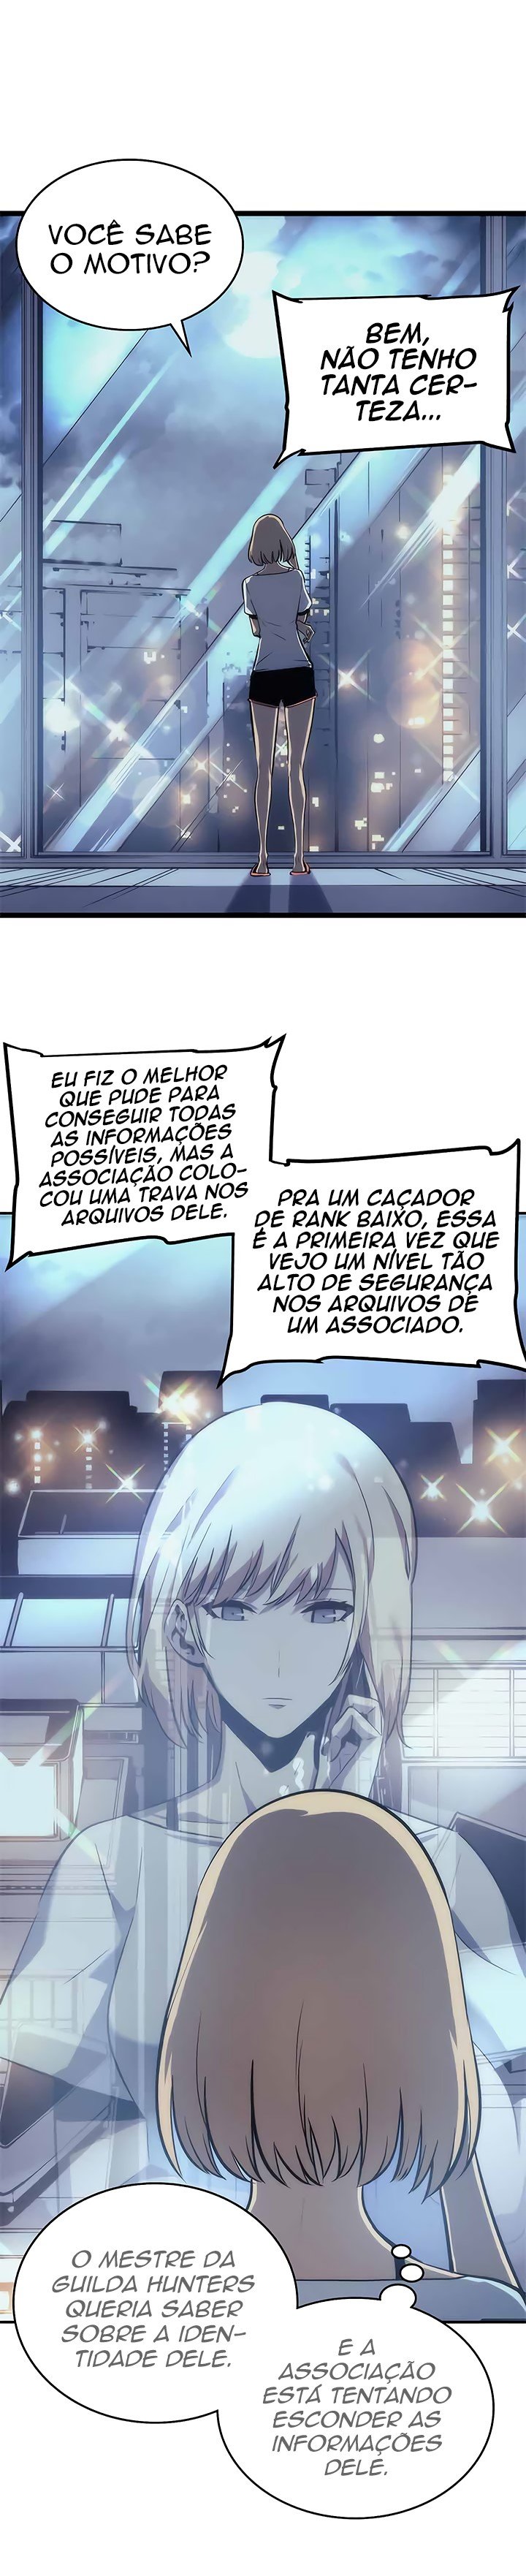 VOCÊ SABE
O MOTIVO?
BEM,
NÃO TENHO
TANTA CER-
TEZA...
EU FIZ O MELHOR
QUE PUDE PARA
CONSEGUIR TODAS
AS INFORMAÇÕES
POSSÍVEIS, MAS A
ASSOCIAÇÃO COLO-
COU UMA TRAVA NOS
ARQUIVOS DELE.
PRA UM CAÇADOR
DE RANK BAIXO, ESSA
É A PRIMEIRA VEZ QUE
VEJO UM NÍVEL TÃO
ALTO DE SEGURANÇA
NOS ARQUIVOS DE
UM ASSOCIADO.
O MESTRE DA
GUILDA HUNTERS
QUERIA SABER
SOBRE A IDEN-
TIDADE DELE.
E A
ASSOCIAÇÃO
ESTÁ TENTANDO
ESCONDER AS
INFORMAÇÕES
DELE.